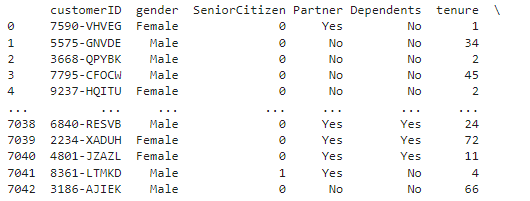 customerID gender SeniorCitizen Partner Dependents tenure \
0 7590-VHVEG Female 0 Yes No 1
1 5575-GNVDE Male 0 No No 34
2 3668-QPYBK Male 0 No No 2
3 7795-CFOCW Male 0 No No 45
4 9237-HQITU Female 0 No No 2
... ... ... ... ... ... ...
7038 6840-RESVB Male 0 Yes Yes 24
7039 2234-XADUH Female 0 Yes Yes 72
7040 4801-JZAZL Female 0 Yes Yes 11
7041 8361-LTMKD Male 1 Yes No 4
7042 3186-AJIEK Male 0 No No 66